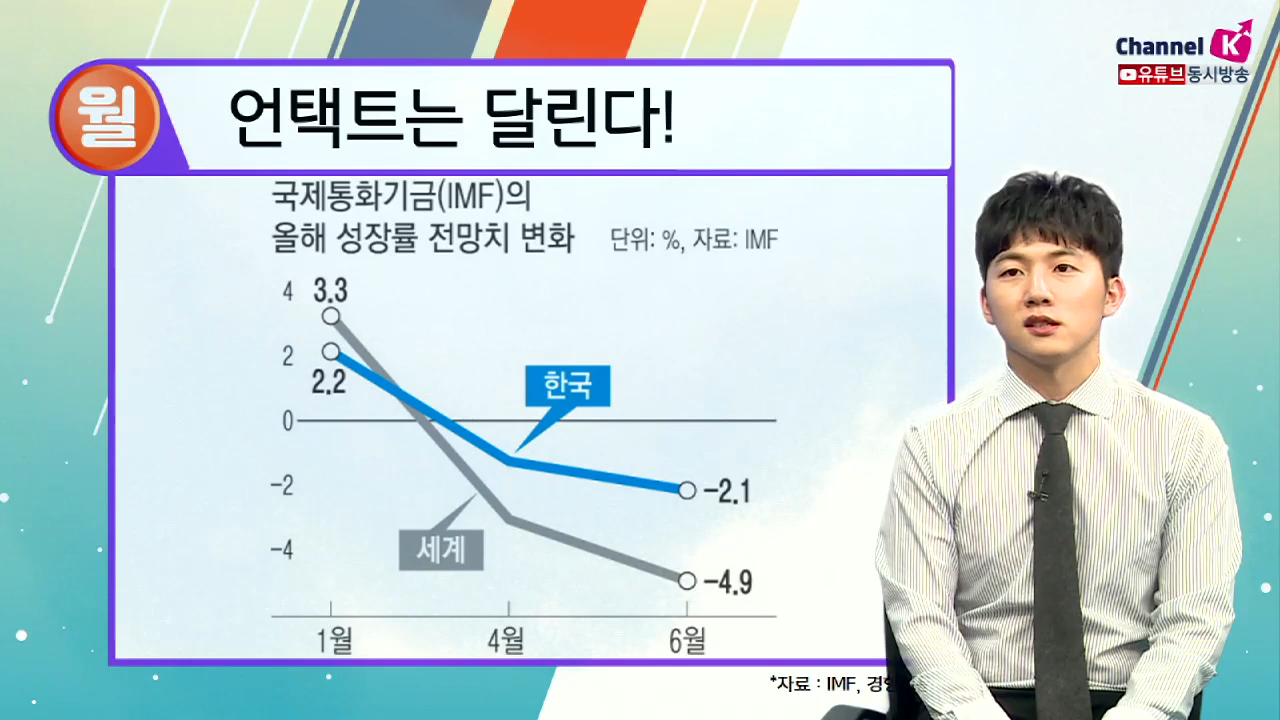 Channel K
유튜브동시방송
월
언택트는 달린다!
국제통화기금(IMF)의
올해 성장률 전망치 변화 단위: %, 자료: IMF
4
3.3
2
2.2
한국
0
-2
-2.1
세계
-4
-4.9
1월 4월 6월
*자료 : IMF,